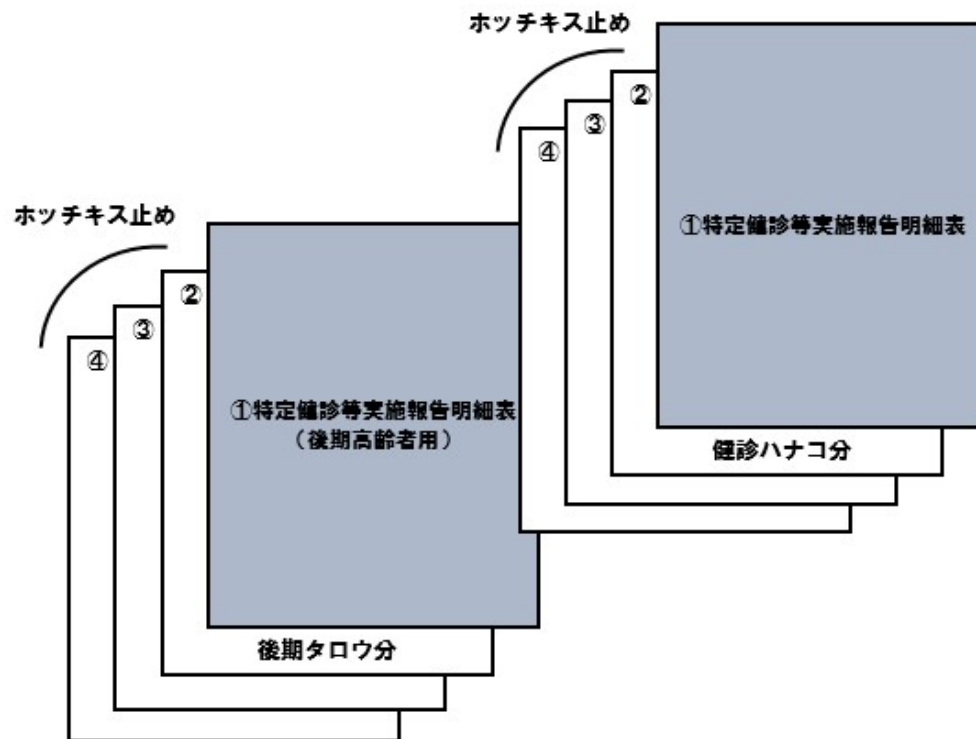 ホッチキス止め
②
③
④
①特定健診等実施報告明細表
健診ハナコ分
ホッチキス止め
②
③
④
①特定健診等実施報告明細表
（後期高齢者用）
後期タロウ分